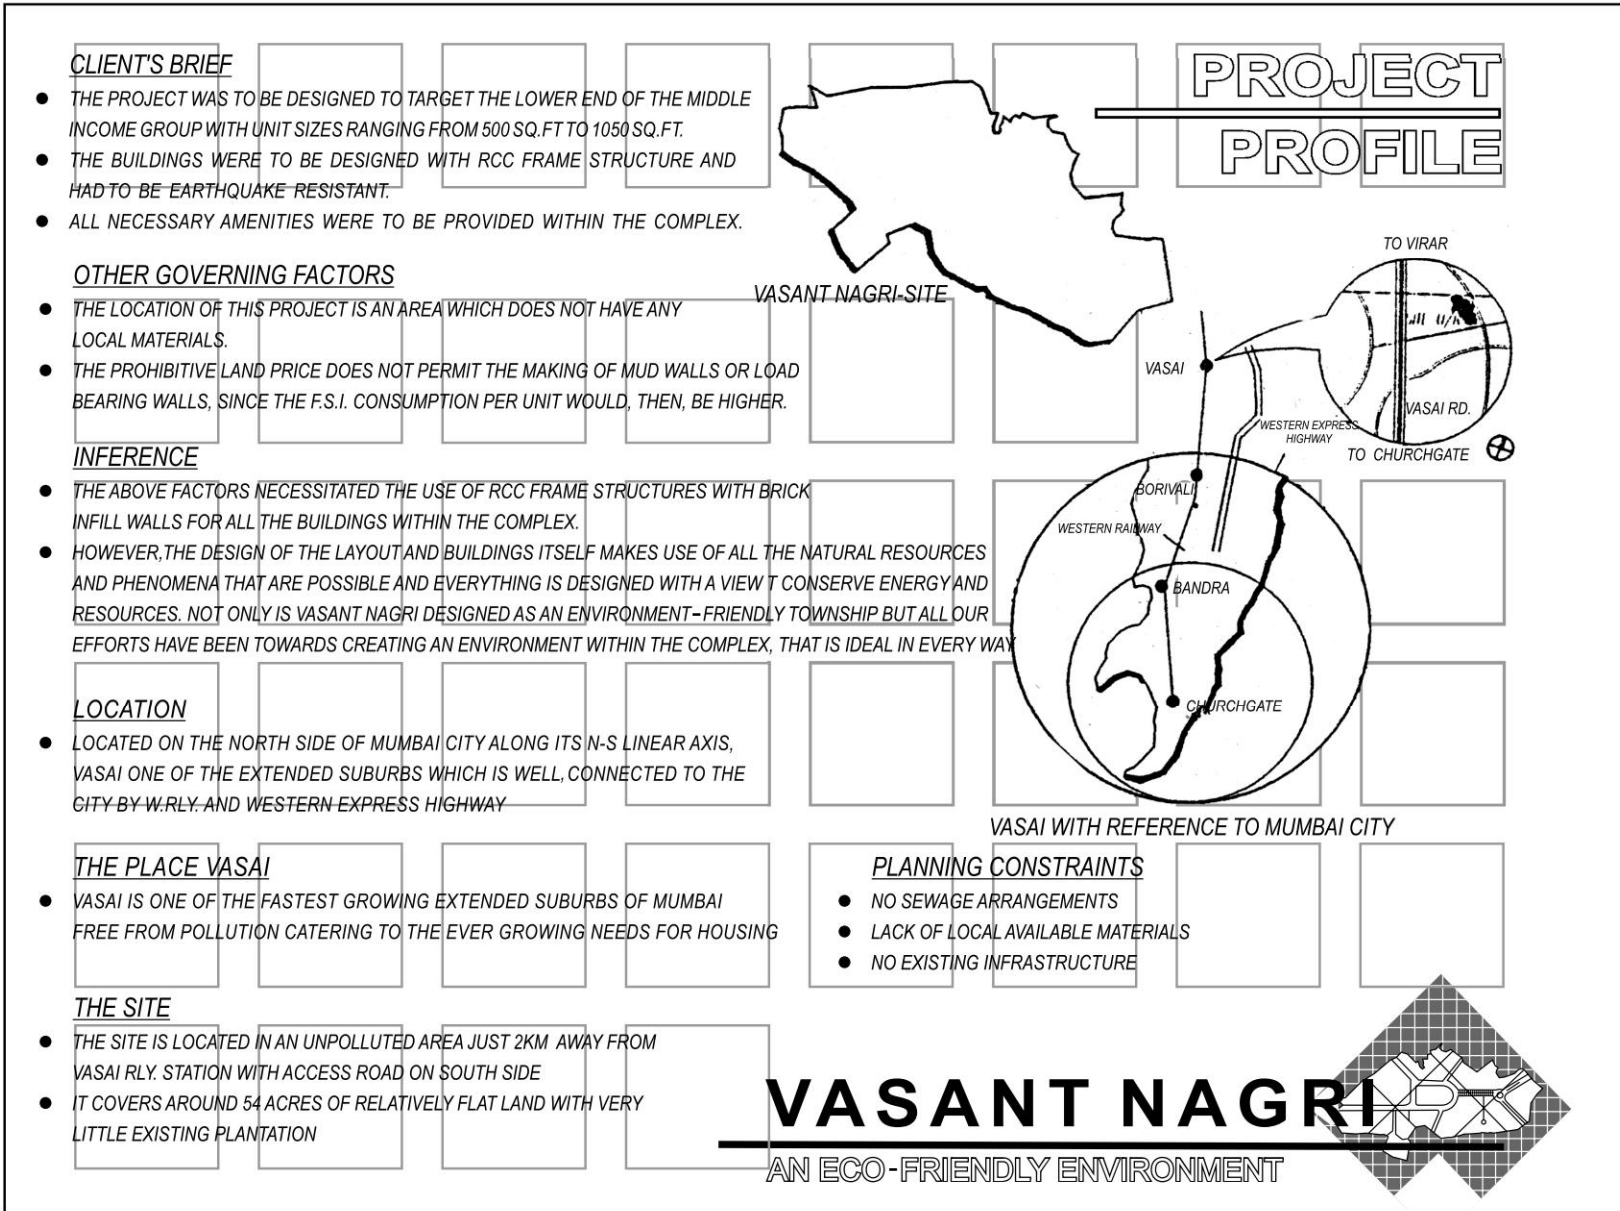 PROJECT
PROFILE
CLIENT'S BRIEF
● THE PROJECT WAS TO BE DESIGNED TO TARGET THE LOWER END OF THE MIDDLE
INCOME GROUP WITH UNIT SIZES RANGING FROM 500 SQ.FT TO 1050 SQ.FT.
● THE BUILDINGS WERE TO BE DESIGNED WITH RCC FRAME STRUCTURE AND
HAD TO BE EARTHQUAKE RESISTANT.
● ALL NECESSARY AMENITIES WERE TO BE PROVIDED WITHIN THE COMPLEX.
OTHER GOVERNING FACTORS
● THE LOCATION OF THIS PROJECT IS AN AREA WHICH DOES NOT HAVE ANY
LOCAL MATERIALS.
● THE PROHIBITIVE LAND PRICE DOES NOT PERMIT THE MAKING OF MUD WALLS OR LOAD
BEARING WALLS, SINCE THE F.S.I. CONSUMPTION PER UNIT WOULD, THEN, BE HIGHER.
INFERENCE
● THE ABOVE FACTORS NECESSITATED THE USE OF RCC FRAME STRUCTURES WITH BRICK
INFILL WALLS FOR ALL THE BUILDINGS WITHIN THE COMPLEX.
● HOWEVER,THE DESIGN OF THE LAYOUT AND BUILDINGS ITSELF MAKES USE OF ALL THE NATURAL RESOURCES
AND PHENOMENA THAT ARE POSSIBLE AND EVERYTHING IS DESIGNED WITH A VIEW T CONSERVE ENERGY AND
RESOURCES. NOT ONLY IS VASANT NAGRI DESIGNED AS AN ENVIRONMENT-FRIENDLY TOWNSHIP BUT ALL OUR
EFFORTS HAVE BEEN TOWARDS CREATING AN ENVIRONMENT WITHIN THE COMPLEX, THAT IS IDEAL IN EVERY WAY
LOCATION
● LOCATED ON THE NORTH SIDE OF MUMBAI CITY ALONG ITS N-S LINEAR AXIS,
VASAI ONE OF THE EXTENDED SUBURBS WHICH IS WELL, CONNECTED TO THE
CITY BY W.RLY. AND WESTERN EXPRESS HIGHWAY
THE PLACE VASAI
● VASAI IS ONE OF THE FASTEST GROWING EXTENDED SUBURBS OF MUMBAI
FREE FROM POLLUTION CATERING TO THE EVER GROWING NEEDS FOR HOUSING
THE SITE
● THE SITE IS LOCATED IN AN UNPOLLUTED AREA JUST 2KM AWAY FROM
VASAI RLY. STATION WITH ACCESS ROAD ON SOUTH SIDE
● IT COVERS AROUND 54 ACRES OF RELATIVELY FLAT LAND WITH VERY
LITTLE EXISTING PLANTATION
VASANT NAGRI-SITE
TO VIRAR
VASAI
VASAI RD.
WESTERN EXPRESS
HIGHWAY
TO CHURCHGATE
BORIVALI
WESTERN RAILWAY
BANDRA
CHURCHGATE
VASAI WITH REFERENCE TO MUMBAI CITY
PLANNING CONSTRAINTS
● NO SEWAGE ARRANGEMENTS
● LACK OF LOCAL AVAILABLE MATERIALS
● NO EXISTING INFRASTRUCTURE
VASANT NAGRI
AN ECO-FRIENDLY ENVIRONMENT